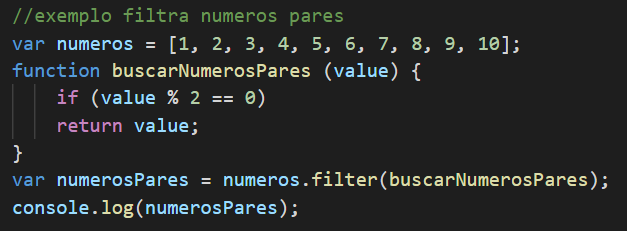 //exemplo filtra numeros pares
var numeros = [1, 2, 3, 4, 5, 6, 7, 8, 9, 10];
function buscarNumerosPares (value) {
    if (value % 2 == 0)
    return value;
}
var numerosPares = numeros.filter(buscarNumerosPares);
console.log(numerosPares);